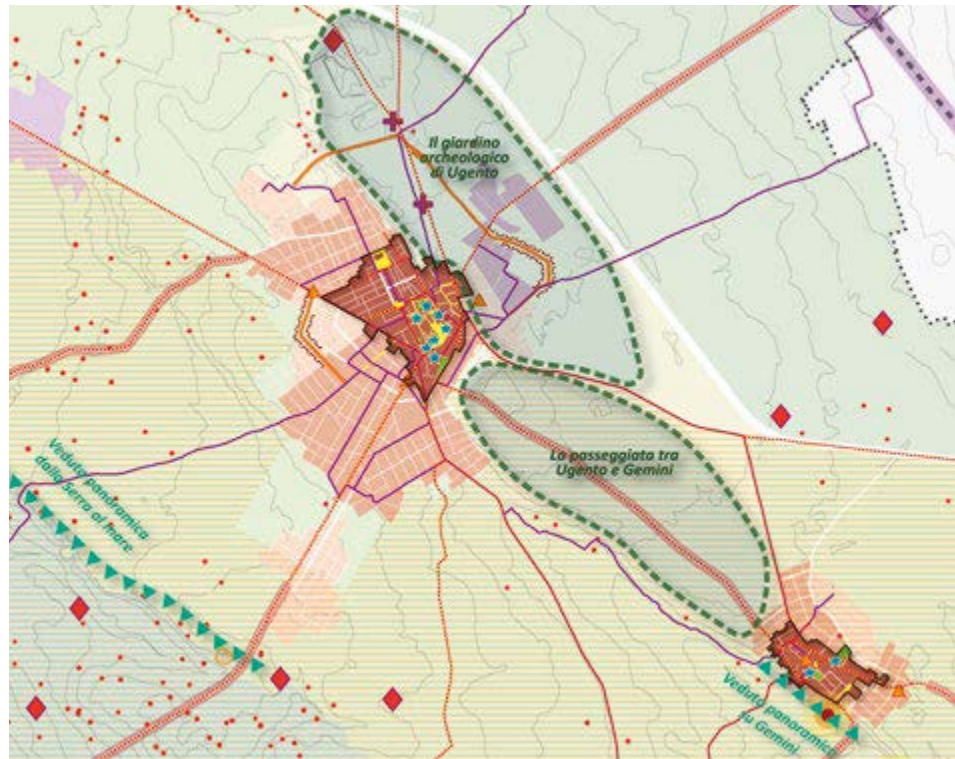 Il giardino
archeologico
di Ugento
La passeggiata tra
Ugento e Gemini
Veduta panoramica
dalla Serra al mare
Veduta panoramica
su Gemini